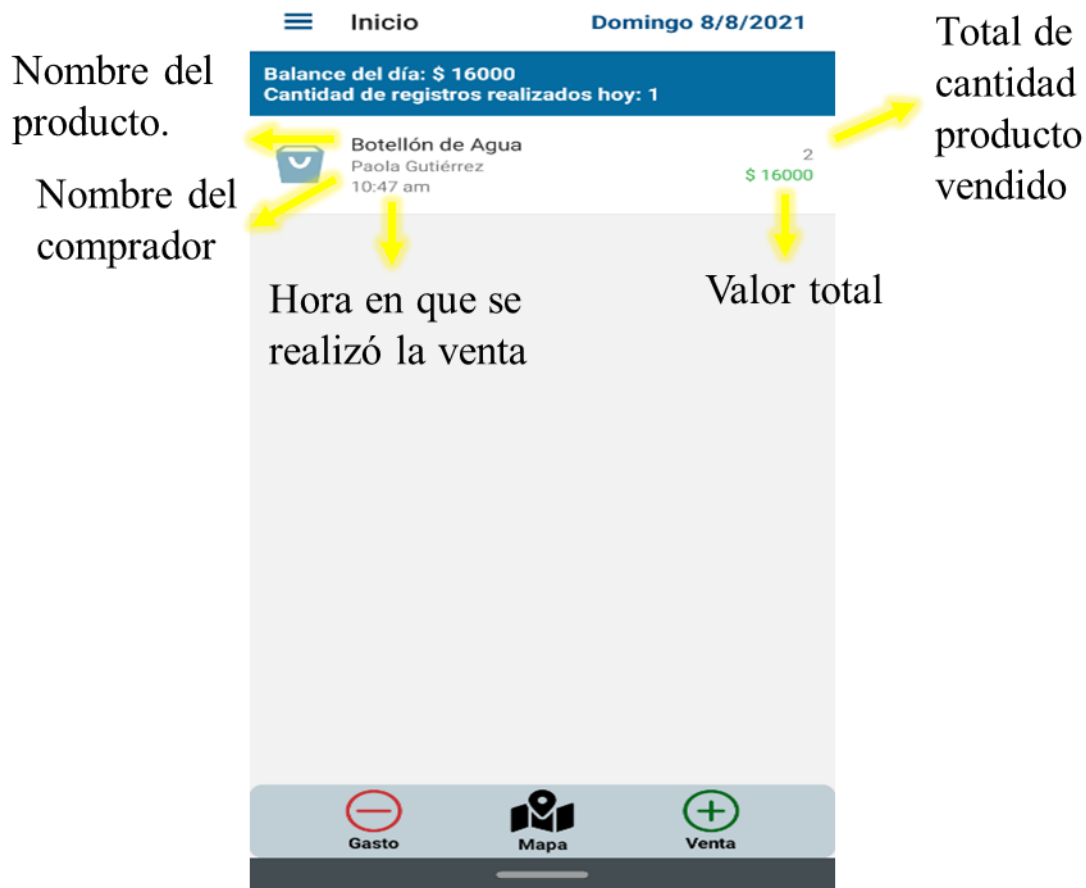 Inicio
Domingo 8/8/2021
Balance del día: $ 16000
Cantidad de registros realizados hoy: 1
Nombre del
producto.
Total de
cantidad
producto
vendido
Botellón de Agua
Paola Gutiérrez
10:47 am
2
$ 16000
Nombre del
comprador
Hora en que se
realizó la venta
Valor total
Gasto
Mapa
Venta